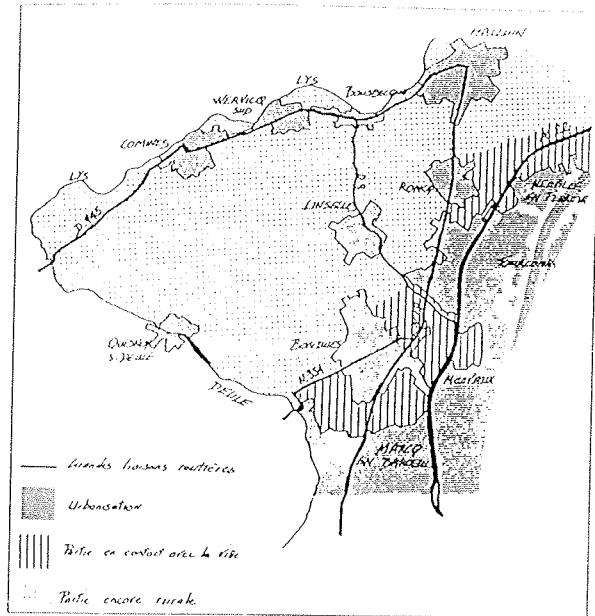 HALLUIN
LYS
BOUSBECQUE
WERVICQ
SUD
COMINES
LYS
D.945
RONCQ
NEUVILLE
EN FERRAIN
LINSELLES
TOURCOING
BONDUES
QUESNOY
S. DEULE
N.354
DEULE
MOUVAUX
MARCQ
EN BAROEUL
Grandes liaisons routières
Urbanisation
Partie en contact avec la ville
Partie encore rurale